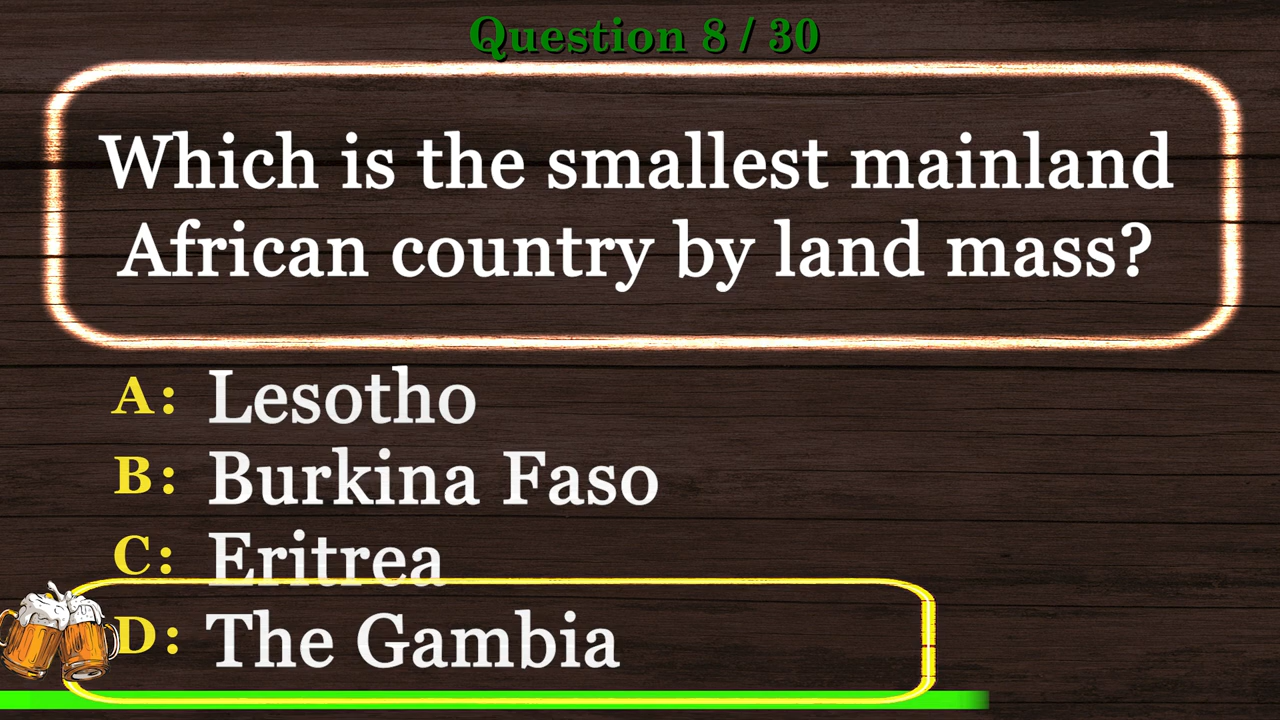 Question 8 / 30
Which is the smallest mainland
African country by land mass?
A: Lesotho
B: Burkina Faso
C: Eritrea
D: The Gambia